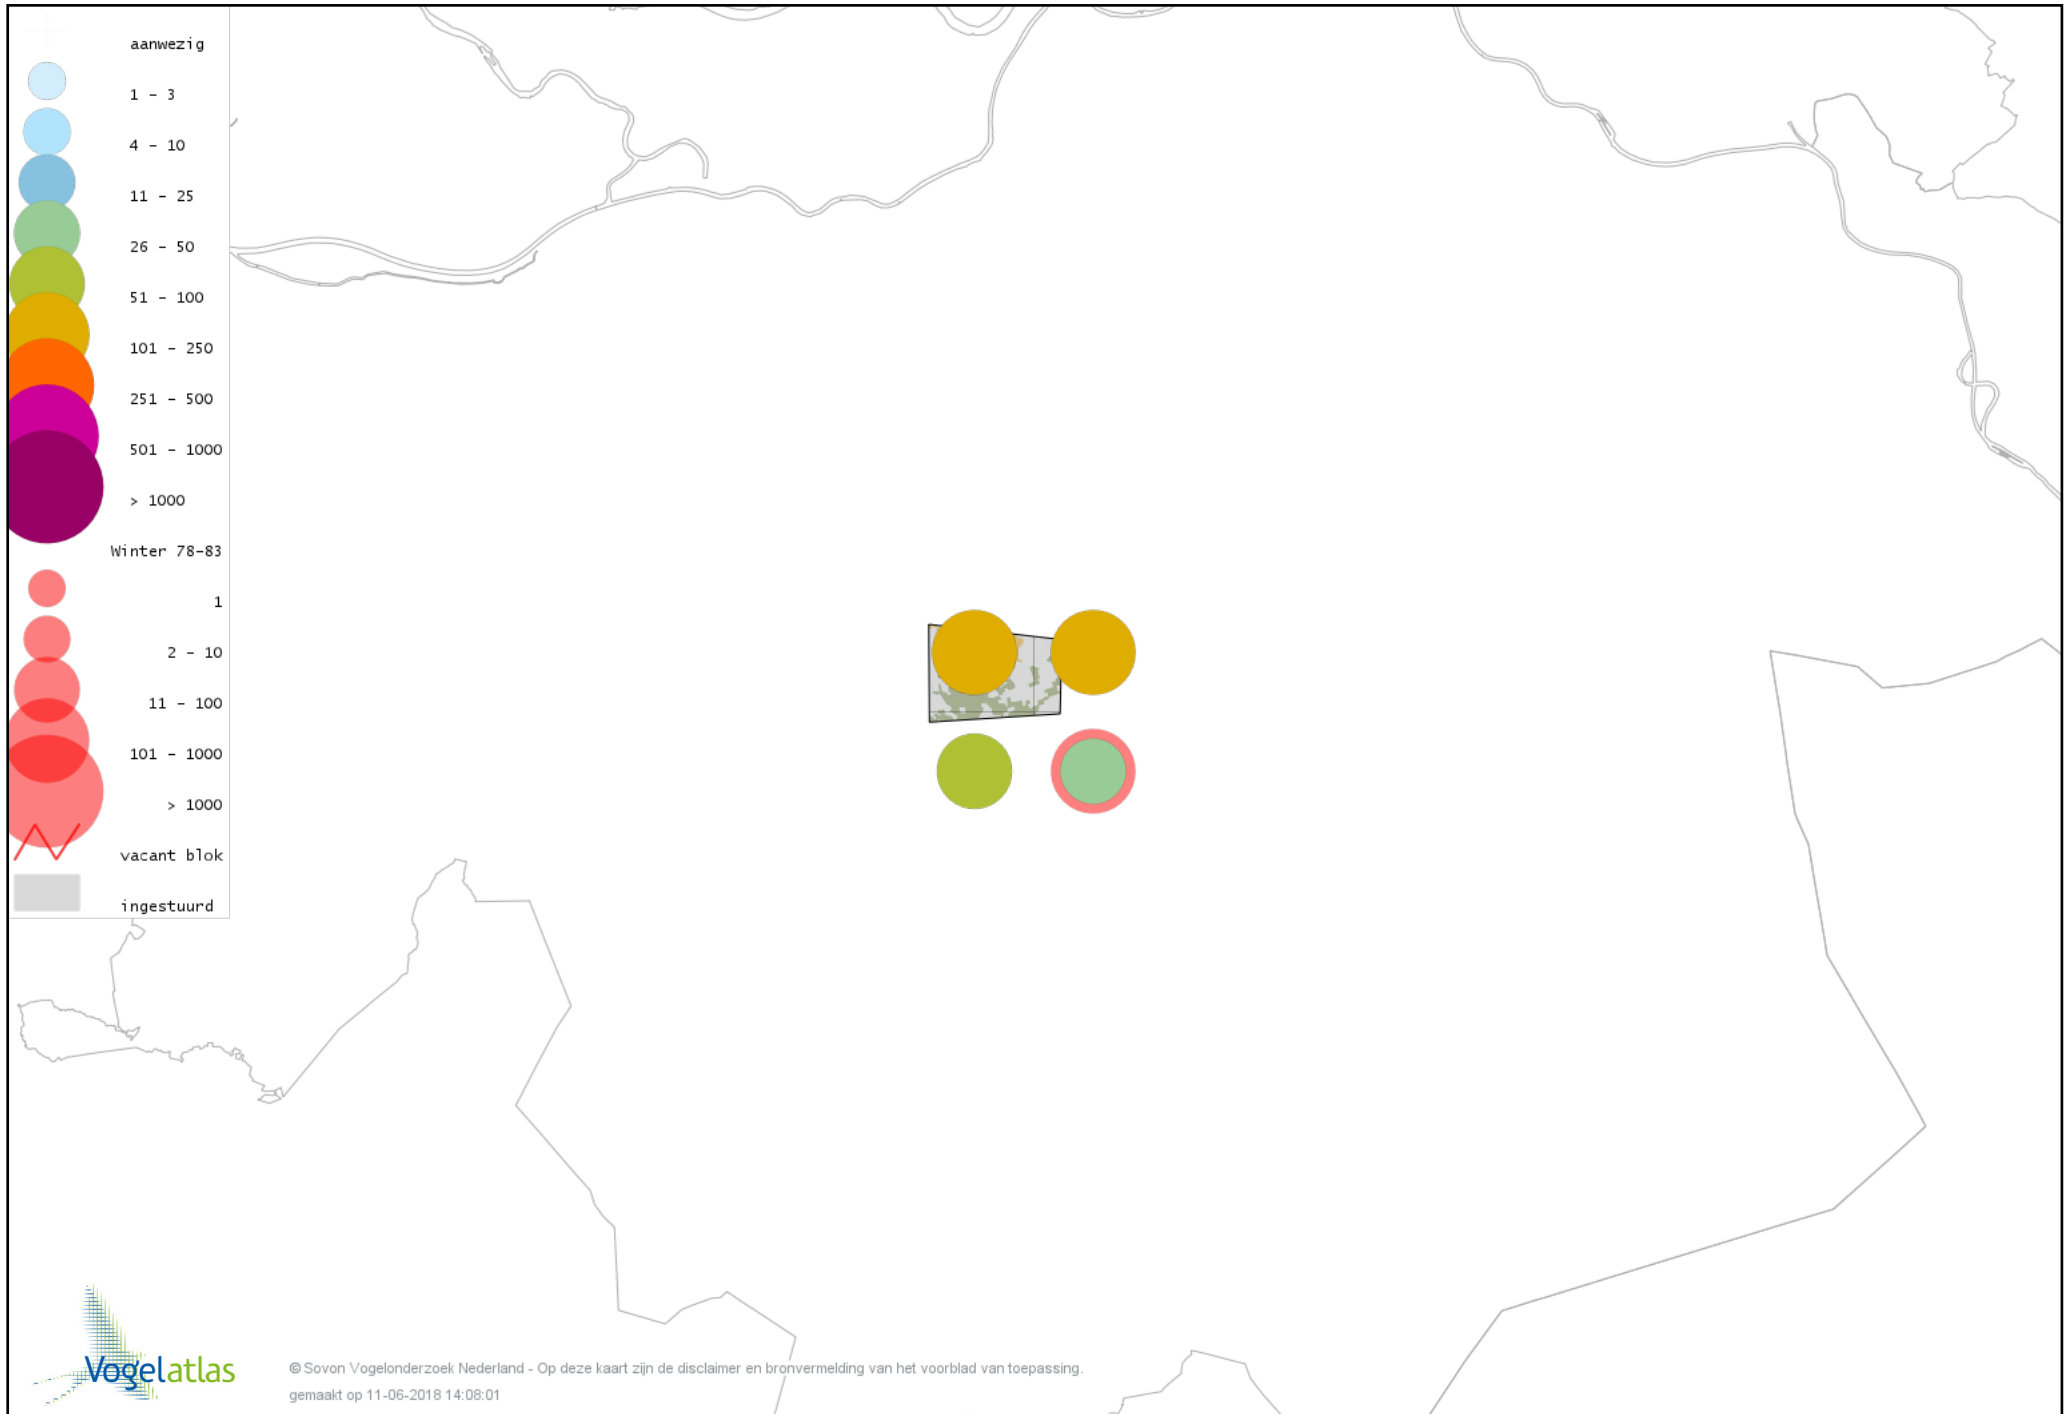 aanwezig
1 - 3
4 - 10
11 - 25
26 - 50
51 - 100
101 - 250
251 - 500
501 - 1000
> 1000
Winter 78-83
1
2 - 10
11 - 100
101 - 1000
> 1000
vacant blok
ingestuurd
Vogelatlas
© Sovon Vogelonderzoek Nederland - Op deze kaart zijn de disclaimer en bronvermelding van het voorblad van toepassing.
gemaakt op 11-06-2018 14:08:01